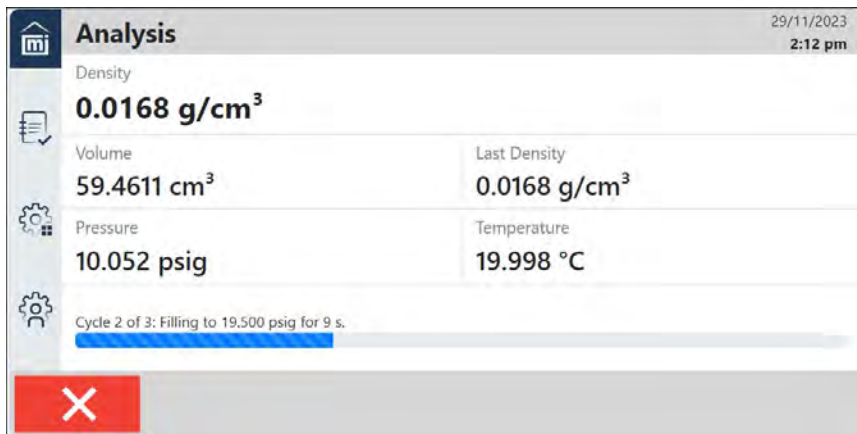 mi
Analysis
29/11/2023
2:12 pm
Density
0.0168 g/cm³
Volume
59.4611 cm³
Last Density
0.0168 g/cm³
Pressure
10.052 psig
Temperature
19.998 °C
Cycle 2 of 3: Filling to 19.500 psig for 9 s.